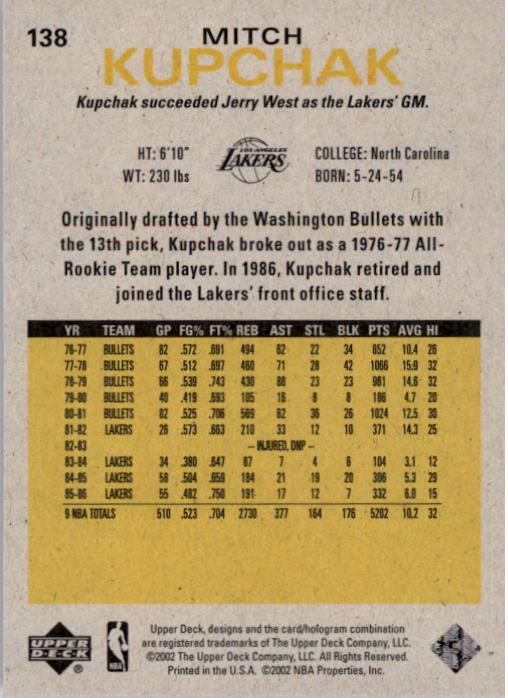 138
MITCH
KUPCHAK
Kupchak succeeded Jerry West as the Lakers' GM.
HT: 6'10"
WT: 230 lbs
LOS ANGELES
LAKERS
COLLEGE: North Carolina
BORN: 5-24-54
Originally drafted by the Washington Bullets with
the 13th pick, Kupchak broke out as a 1976-77 All-
Rookie Team player. In 1986, Kupchak retired and
joined the Lakers' front office staff.
YR TEAM GP FG% FT% REB AST STL BLK PTS AVG HI
76-77 BULLETS 82 .572 .691 494 62 22 34 852 10.4 26
77-78 BULLETS 67 .512 .697 460 71 28 42 1066 15.9 32
78-79 BULLETS 66 .539 .743 430 88 23 23 961 14.6 32
79-80 BULLETS 40 .419 .693 105 16 8 8 186 4.7 20
80-81 BULLETS 82 .525 .706 569 62 36 26 1024 12.5 30
81-82 LAKERS 26 .573 .663 210 33 12 10 371 14.3 25
82-83 – INJURED, DNP –
83-84 LAKERS 34 .380 .647 87 7 4 6 104 3.1 12
84-85 LAKERS 58 .504 .659 184 21 19 20 306 5.3 29
85-86 LAKERS 55 .482 .750 191 17 12 7 332 6.0 15
9 NBA TOTALS 510 .523 .704 2730 377 164 176 5202 10.2 32
UPPER
DECK
®
NBA
Upper Deck, designs and the card/hologram combination
are registered trademarks of The Upper Deck Company, LLC.
©2002 The Upper Deck Company, LLC. All Rights Reserved.
Printed in the U.S.A. ©2002 NBA Properties, Inc.